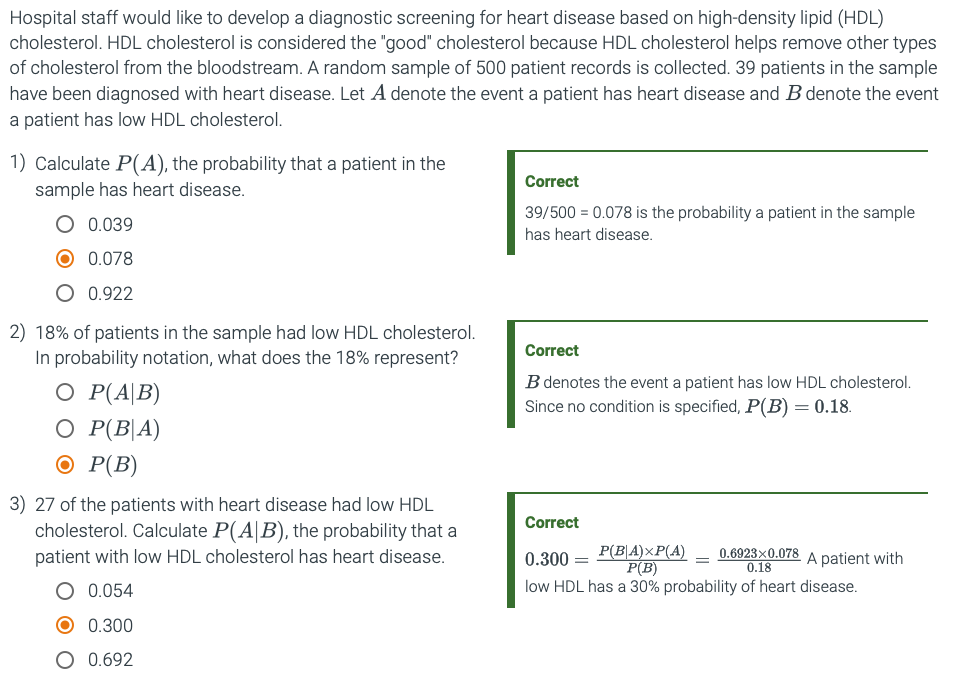 Hospital staff would like to develop a diagnostic screening for heart disease based on high-density lipid (HDL)
cholesterol. HDL cholesterol is considered the "good" cholesterol because HDL cholesterol helps remove other types
of cholesterol from the bloodstream. A random sample of 500 patient records is collected. 39 patients in the sample
have been diagnosed with heart disease. Let A denote the event a patient has heart disease and B denote the event
a patient has low HDL cholesterol.
1) Calculate P(A), the probability that a patient in the
sample has heart disease.
0.039
0.078
0.922
Correct
39/500 = 0.078 is the probability a patient in the sample
has heart disease.
2) 18% of patients in the sample had low HDL cholesterol.
In probability notation, what does the 18% represent?
P(A|B)
P(B|A)
P(B)
Correct
B denotes the event a patient has low HDL cholesterol.
Since no condition is specified, P(B) = 0.18.
3) 27 of the patients with heart disease had low HDL
cholesterol. Calculate P(A|B), the probability that a
patient with low HDL cholesterol has heart disease.
0.054
0.300
0.692
Correct
0.300 = P(B|A)×P(A) / P(B) = 0.6923×0.078 / 0.18 A patient with
low HDL has a 30% probability of heart disease.